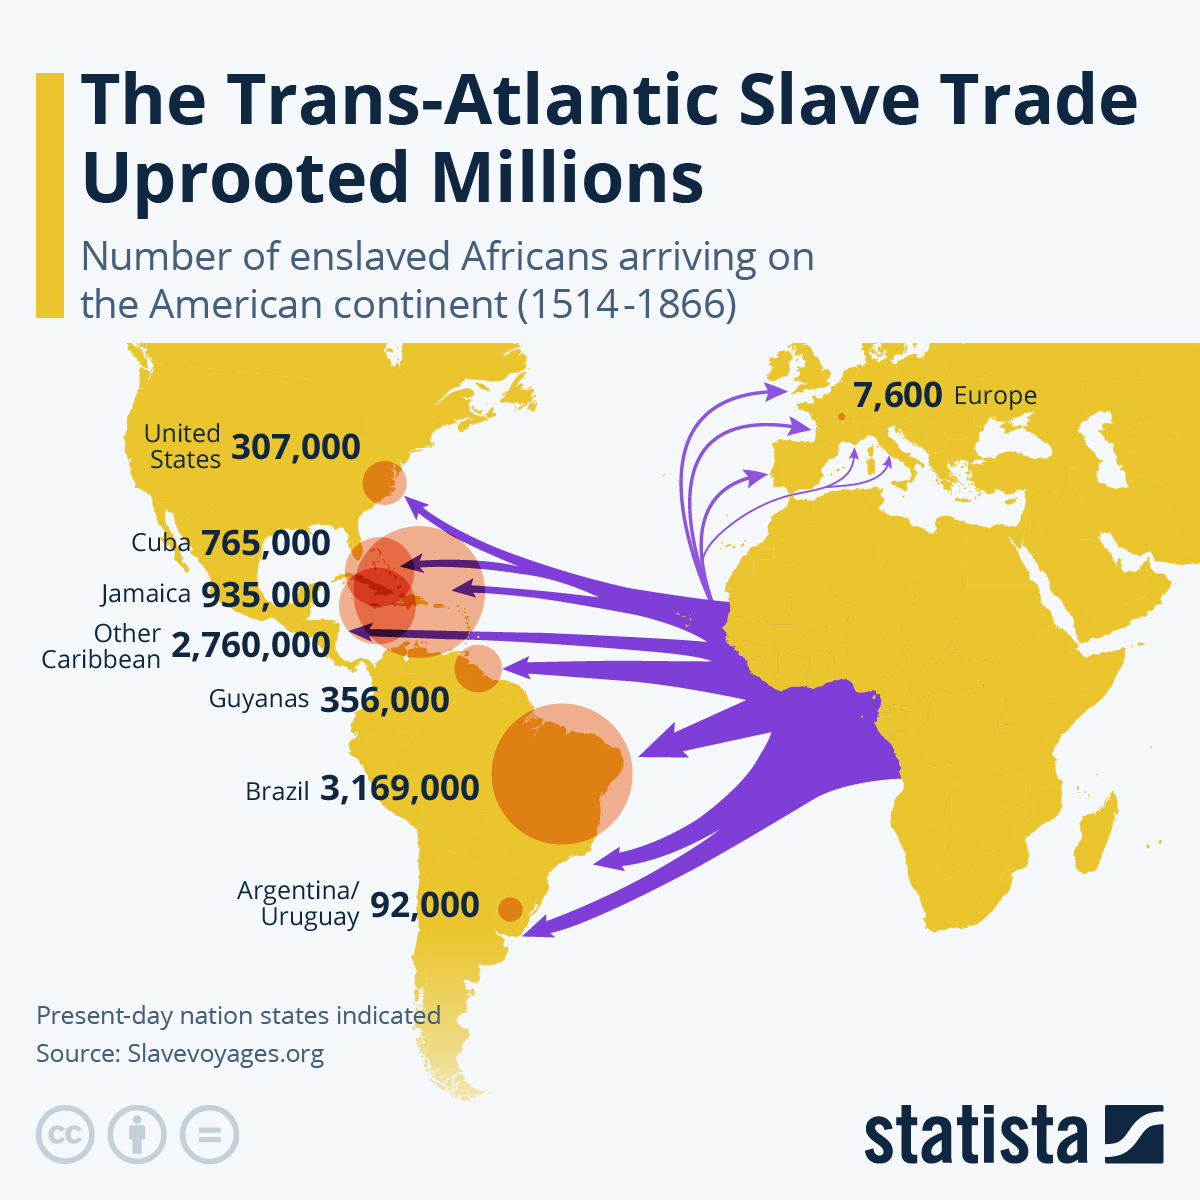 The Trans-Atlantic Slave Trade
Uprooted Millions
Number of enslaved Africans arriving on
the American continent (1514-1866)
7,600 Europe
United
States 307,000
Cuba 765,000
Jamaica 935,000
Other
Caribbean 2,760,000
Guyanas 356,000
Brazil 3,169,000
Argentina/
Uruguay 92,000
Present-day nation states indicated
Source: Slavevoyages.org
cc
statista